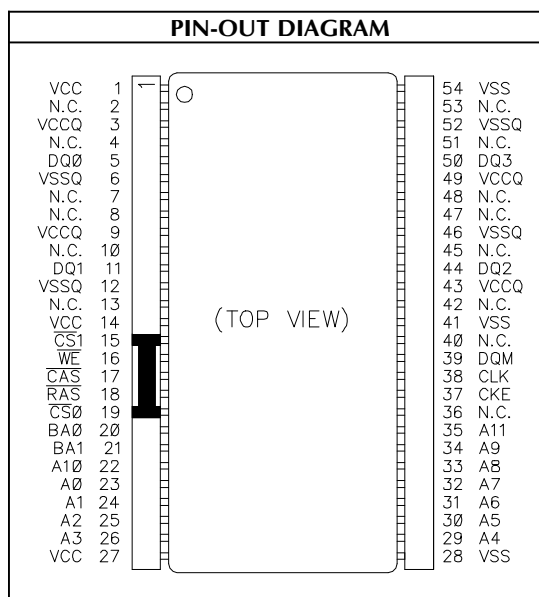 PIN-OUT DIAGRAM
VCC 1
N.C. 2
VCCQ 3
N.C. 4
DQ0 5
VSSQ 6
N.C. 7
N.C. 8
VCCQ 9
N.C. 10
DQ1 11
VSSQ 12
N.C. 13
VCC 14
CS1 15
WE 16
CAS 17
RAS 18
CS0 19
BA0 20
BA1 21
A10 22
A0 23
A1 24
A2 25
A3 26
VCC 27
1
(TOP VIEW)
54 VSS
53 N.C.
52 VSSQ
51 N.C.
50 DQ3
49 VCCQ
48 N.C.
47 N.C.
46 VSSQ
45 N.C.
44 DQ2
43 VCCQ
42 N.C.
41 VSS
40 N.C.
39 DQM
38 CLK
37 CKE
36 N.C.
35 A11
34 A9
33 A8
32 A7
31 A6
30 A5
29 A4
28 VSS